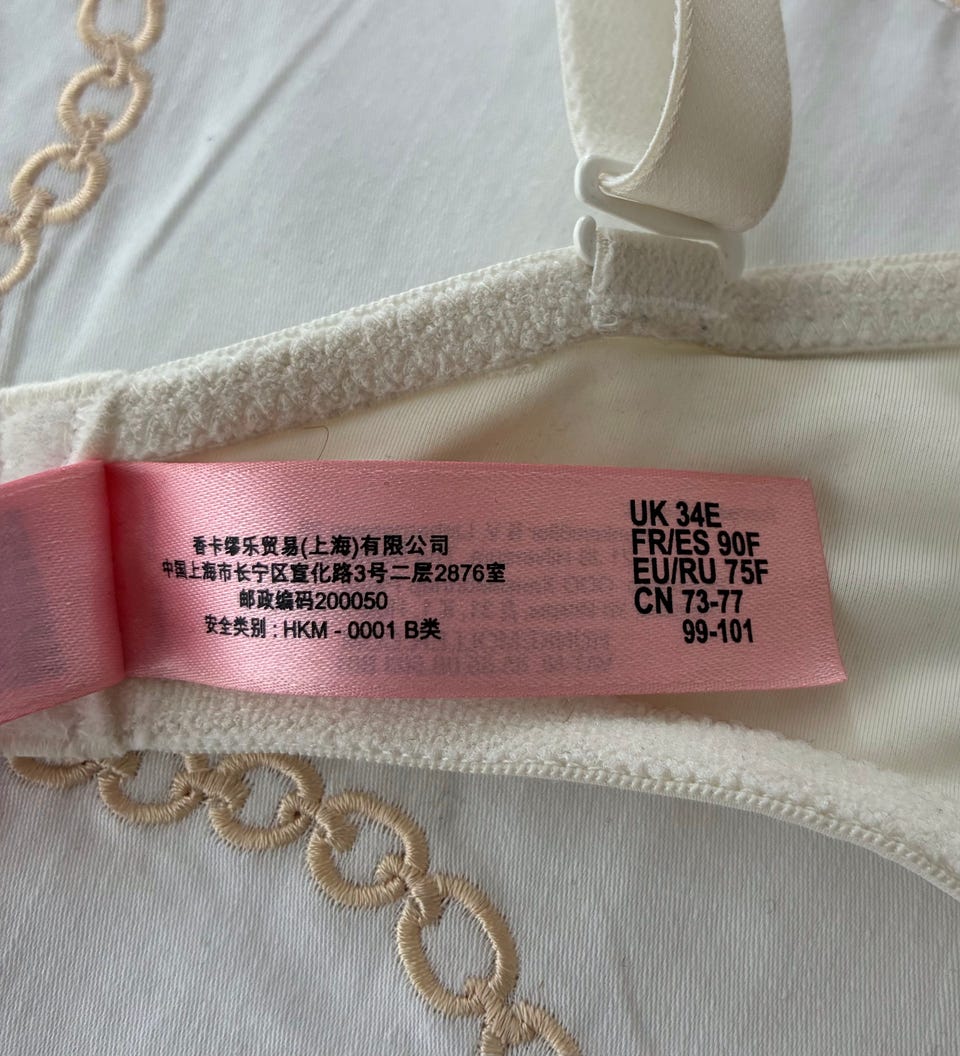 香卡缪乐贸易(上海)有限公司
中国上海市长宁区宣化路3号二层2876室
邮政编码200050
安全类别 : HKM - 0001 B类
UK 34E
FR/ES 90F
EU/RU 75F
CN 73-77
99-101